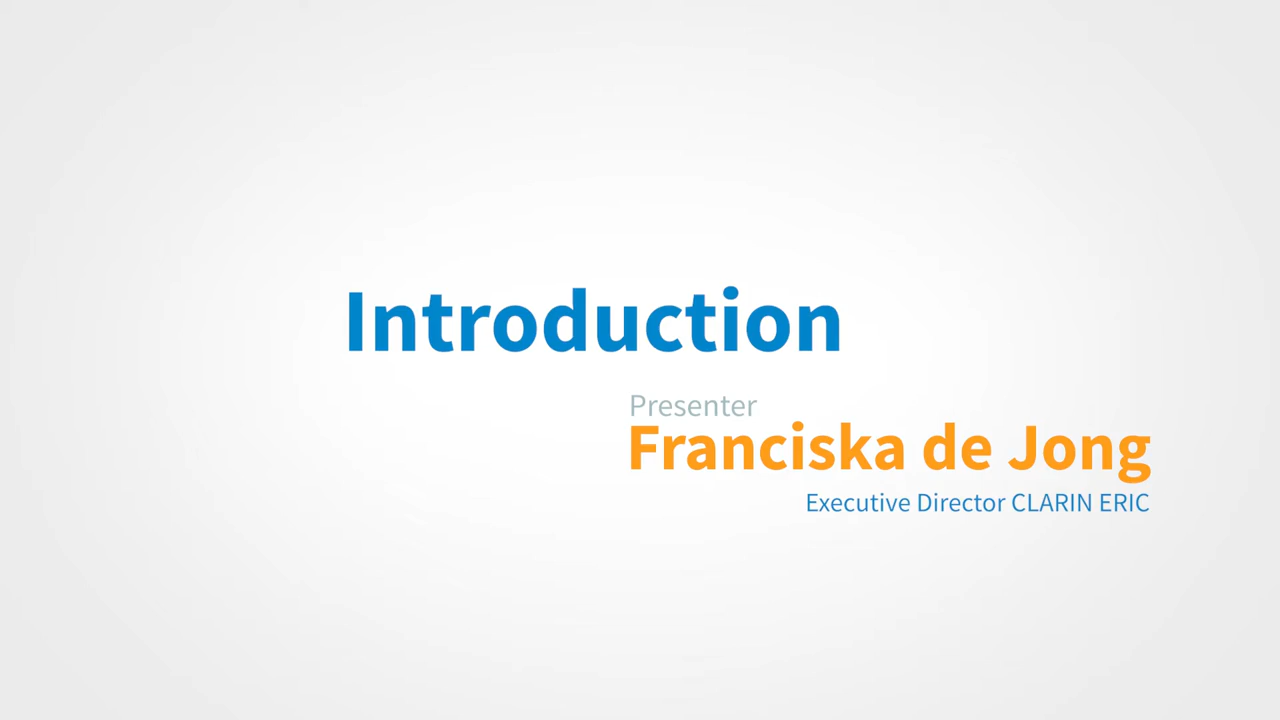 Introduction
Presenter
Franciska de Jong
Executive Director CLARIN ERIC